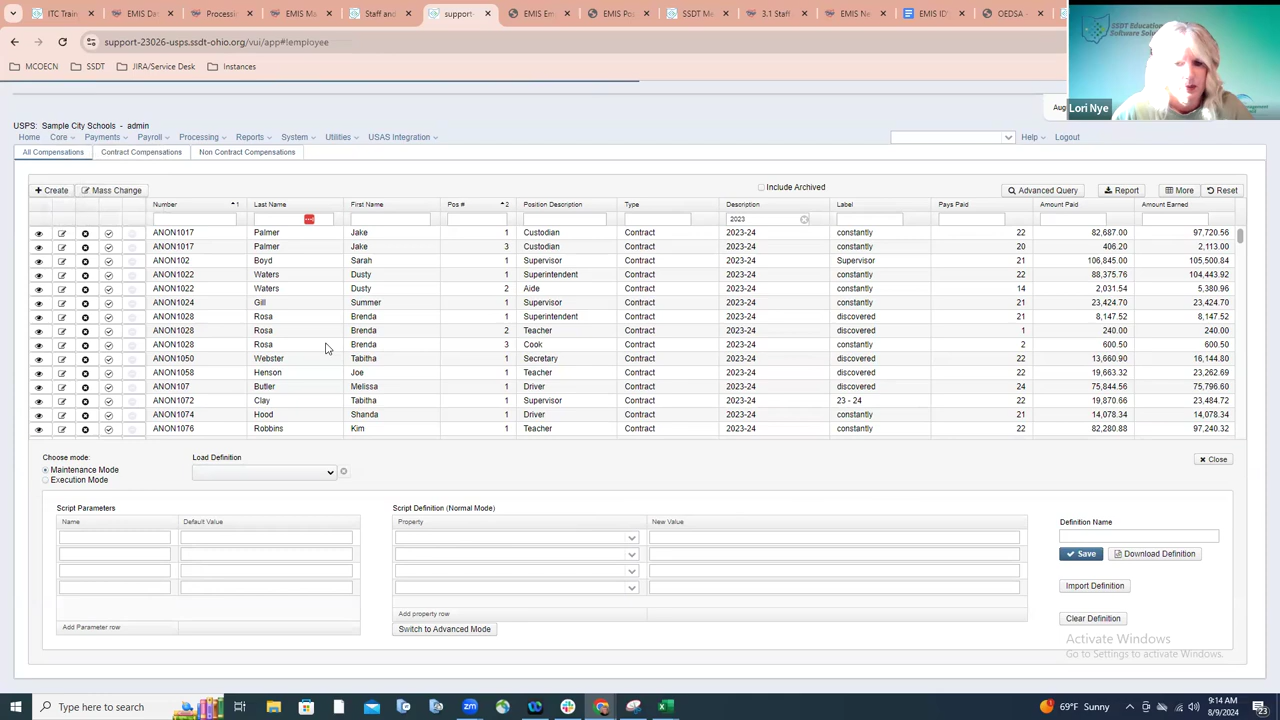 ITC Train
EMIS Dat
Processin
EMIS Ma
Staff and
support-
EMIS Em
EMIS Po
SSDT Me
3.1 Staff
EMIS Ne
EMIS ID
OEDSA
support-23026-usps.ssdt-ohio.org/vui/app#!employee
MCOECN SSDT JIRA/Service Desk Instances
SSDT Education
Software Solu
Lori Nye
Aug
USPS: Sample City Schools - admin
Home Core Payments Payroll Processing Reports System Utilities USAS Integration Help Logout
All Compensations Contract Compensations Non Contract Compensations
Include Archived
Create Mass Change Advanced Query Report More Reset
Number 1 Last Name First Name Pos # 2 Position Description Type Description Label Pays Paid Amount Paid Amount Earned
2023
ANON1017 Palmer Jake 1 Custodian Contract 2023-24 constantly 22 82,687.00 97,720.56
ANON1017 Palmer Jake 3 Custodian Contract 2023-24 constantly 20 406.20 2,113.00
ANON102 Boyd Sarah 1 Supervisor Contract 2023-24 Supervisor 22 106,845.00 105,500.84
ANON1022 Waters Dusty 1 Superintendent Contract 2023-24 constantly 22 88,375.76 104,443.92
ANON1022 Waters Dusty 2 Aide Contract 2023-24 constantly 14 2,031.54 5,380.96
ANON1024 Gill Summer 1 Supervisor Contract 2023-24 constantly 21 23,424.70 23,424.70
ANON1028 Rosa Brenda 1 Superintendent Contract 2023-24 discovered 21 8,147.52 8,147.52
ANON1028 Rosa Brenda 2 Teacher Contract 2023-24 discovered 1 240.00 240.00
ANON1028 Rosa Brenda 3 Cook Contract 2023-24 discovered 2 600.50 600.50
ANON1050 Webster Tabitha 1 Secretary Contract 2023-24 discovered 22 13,660.90 16,144.80
ANON1058 Henson Joe 1 Teacher Contract 2023-24 discovered 22 19,663.32 23,262.69
ANON107 Butler Melissa 1 Driver Contract 2023-24 discovered 24 75,844.56 75,796.60
ANON1072 Clay Tabitha 1 Supervisor Contract 2023-24 23 - 24 22 19,870.66 23,484.72
ANON1074 Hood Shanda 1 Driver Contract 2023-24 constantly 21 14,078.34 14,078.34
ANON1076 Robbins Kim 1 Teacher Contract 2023-24 constantly 22 82,280.88 97,240.32
Choose mode: Load Definition
Close
Maintenance Mode
Execution Mode
Script Parameters Script Definition (Normal Mode)
Name Default Value Property New Value
Definition Name
Save Download Definition
Import Definition
Add property row
Clear Definition
Add Parameter row
Switch to Advanced Mode
Activate Windows
Go to Settings to activate Windows.
Type here to search
69°F Sunny
9:14 AM
8/9/2024
23